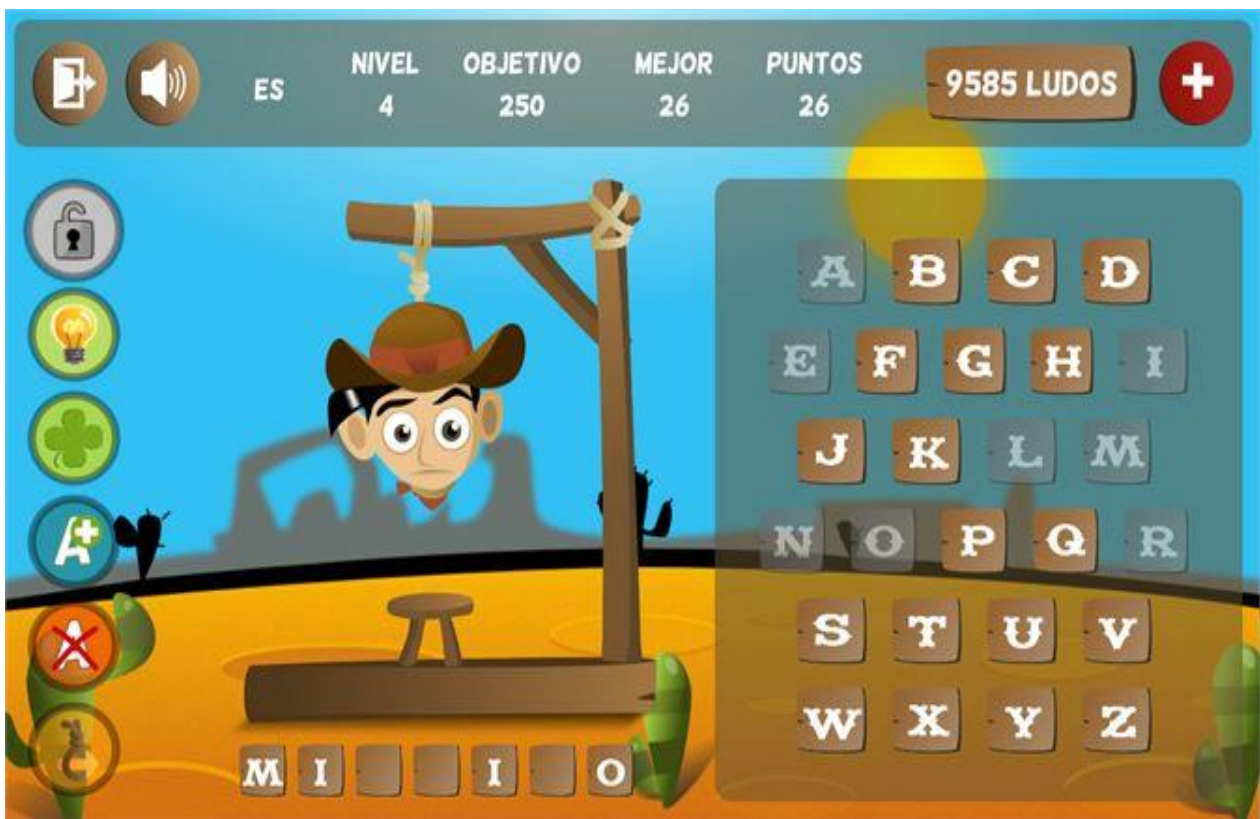 ES
NIVEL OBJETIVO MEJOR PUNTOS
4 250 26 26
9585 LUDOS
+
A B C D
E F G H I
J K L M
N O P Q R
S T U V
W X Y Z
A+
A
M I I O